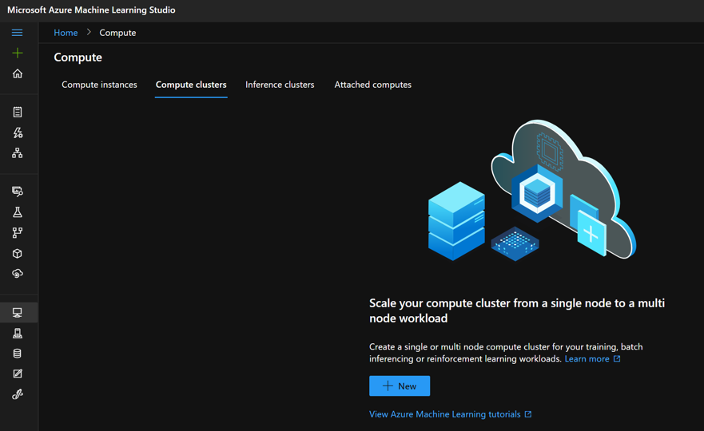 Microsoft Azure Machine Learning Studio
Home > Compute
Compute
Compute instances Compute clusters Inference clusters Attached computes
Scale your compute cluster from a single node to a multi
node workload
Create a single or multi node compute cluster for your training, batch
inferencing or reinforcement learning workloads. Learn more
+ New
View Azure Machine Learning tutorials